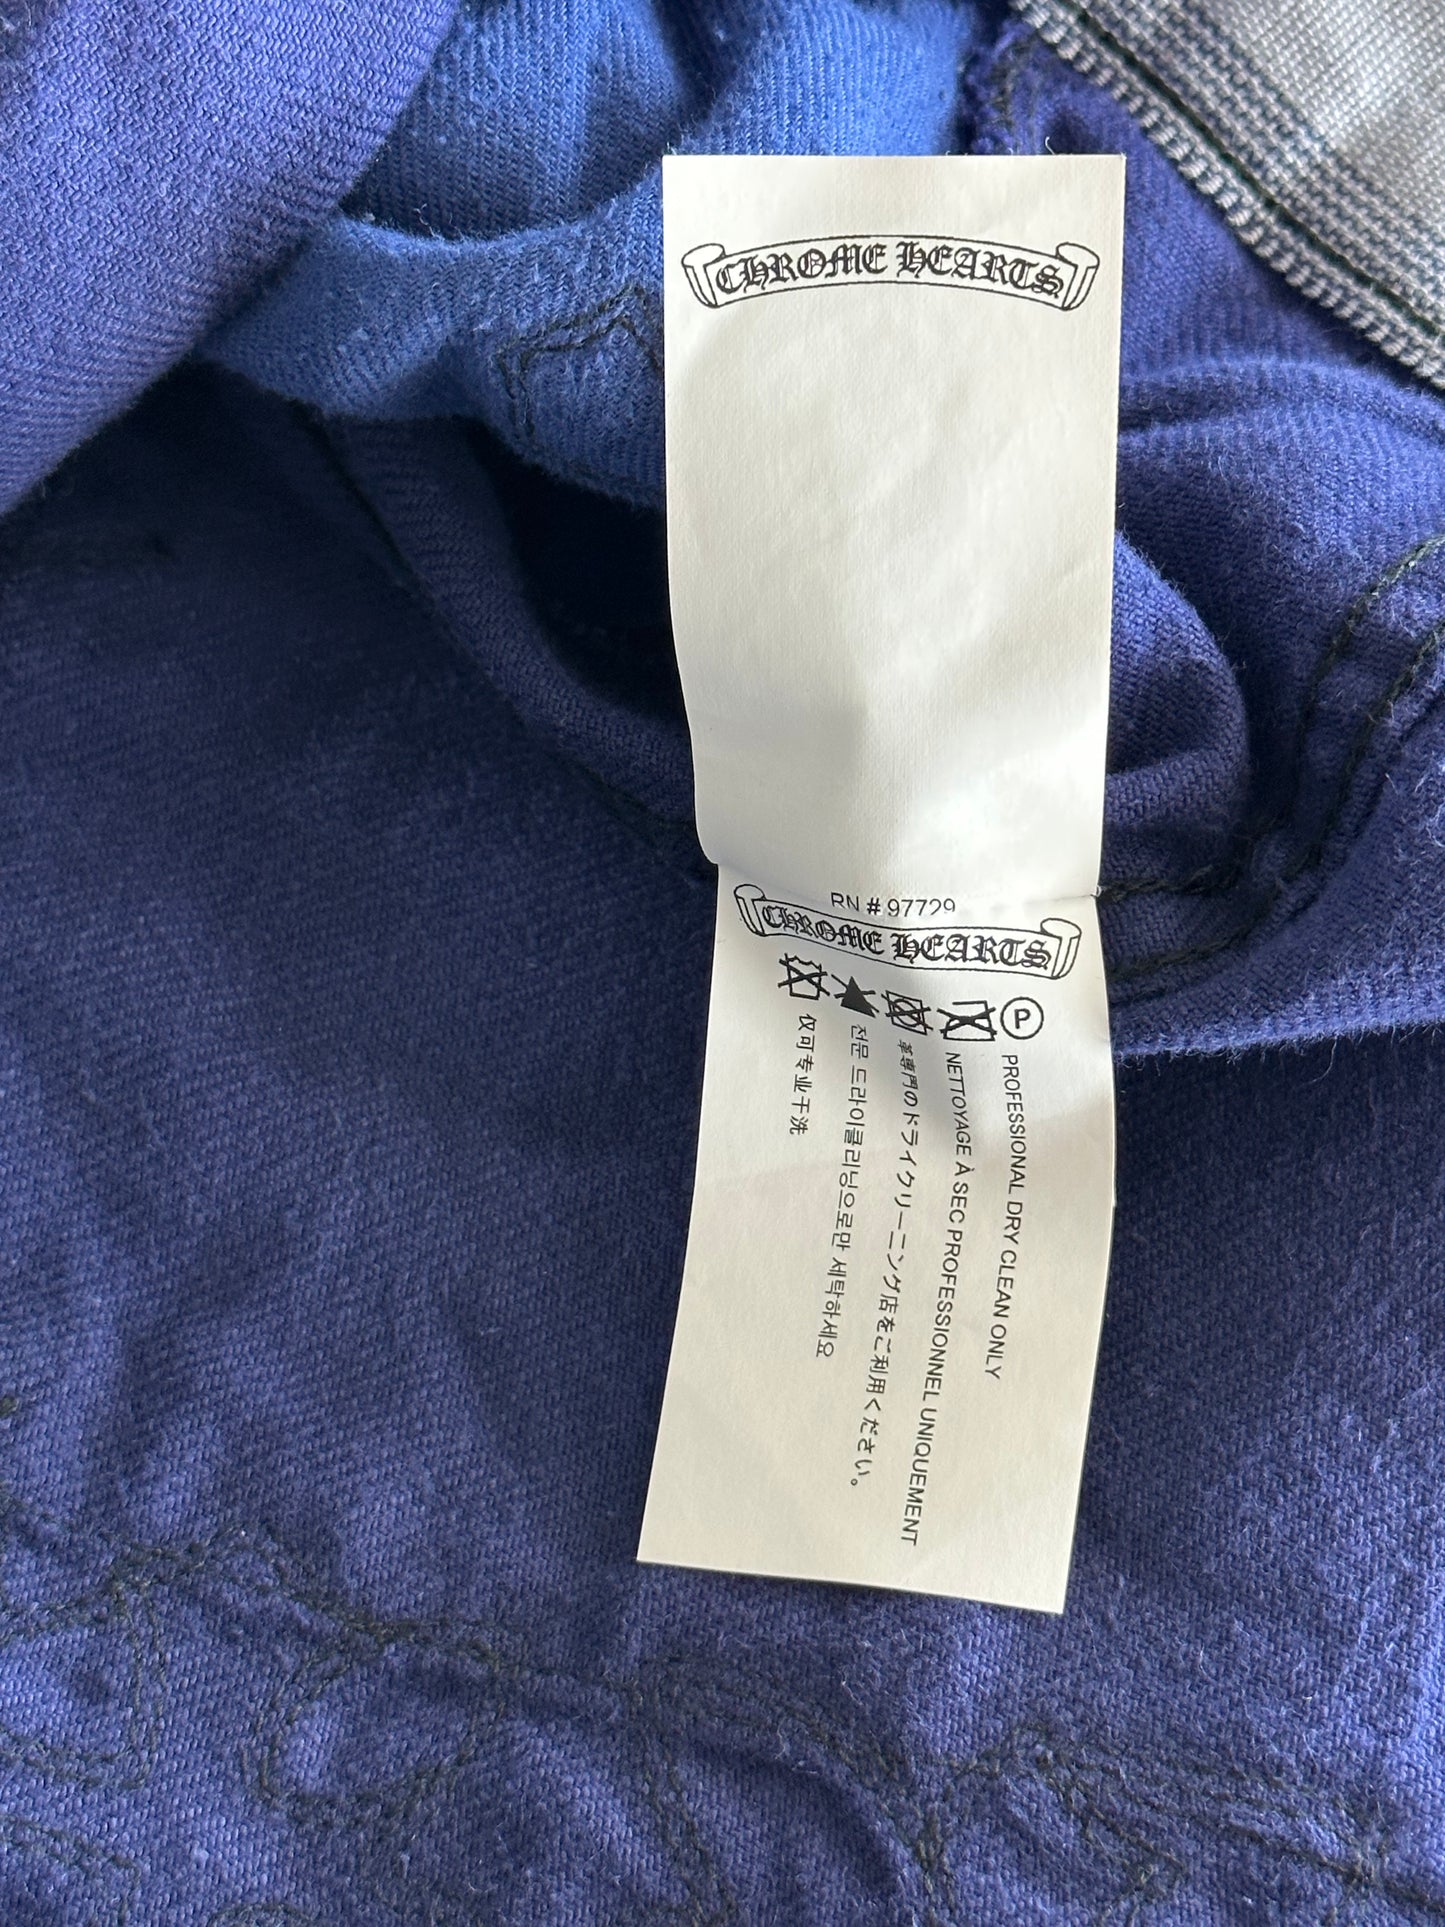 CHROME HEARTS
RN # 97729
CHROME HEARTS
P
PROFESSIONAL DRY CLEAN ONLY
NETTOYAGE À SEC PROFESSIONNEL UNIQUEMENT
革専門のドライクリーニング店をご利用ください。
전문 드라이클리닝으로만 세탁하세요
仅可专业干洗